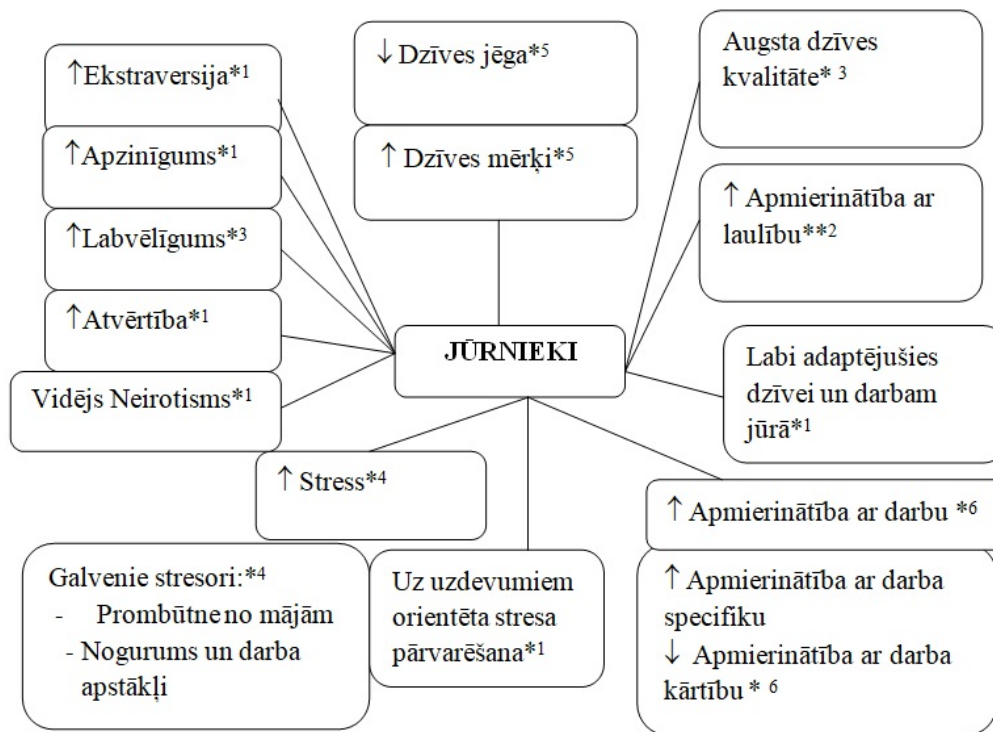 ↑Ekstraversija*1
↑Apzinīgums*1
↑Labvēlīgums*3
↑Atvērtība*1
Vidējs Neirotisms*1
↓ Dzīves jēga*5
↑ Dzīves mērķi*5
Augsta dzīves
kvalitāte* 3
↑ Apmierinātība ar
laulību**2
JŪRNIEKI
Labi adaptējušies
dzīvei un darbam
jūrā*1
↑ Stress*4
↑ Apmierinātība ar darbu *6
Galvenie stresori:*4
- Prombūtne no mājām
- Nogurums un darba
apstākļi
Uz uzdevumiem
orientēta stresa
pārvarēšana*1
↑ Apmierinātība ar darba
specifiku
↓ Apmierinātība ar darba
kārtību * 6